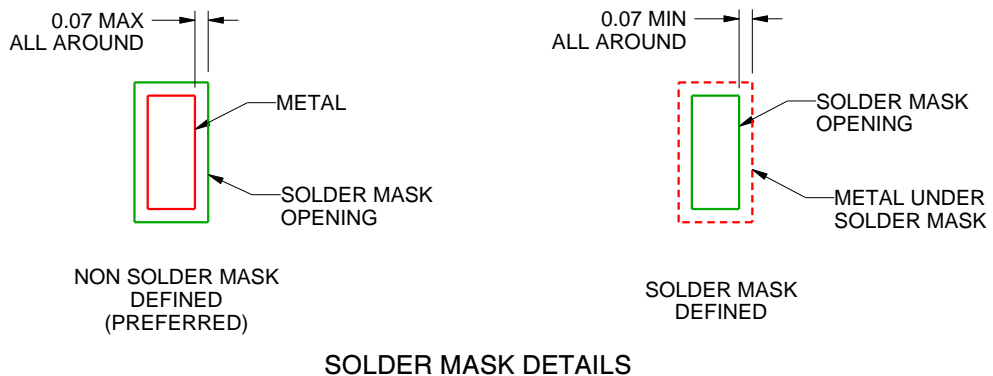 0.07 MAX
ALL AROUND
METAL
SOLDER MASK
OPENING
NON SOLDER MASK
DEFINED
(PREFERRED)
0.07 MIN
ALL AROUND
SOLDER MASK
OPENING
METAL UNDER
SOLDER MASK
SOLDER MASK
DEFINED
SOLDER MASK DETAILS